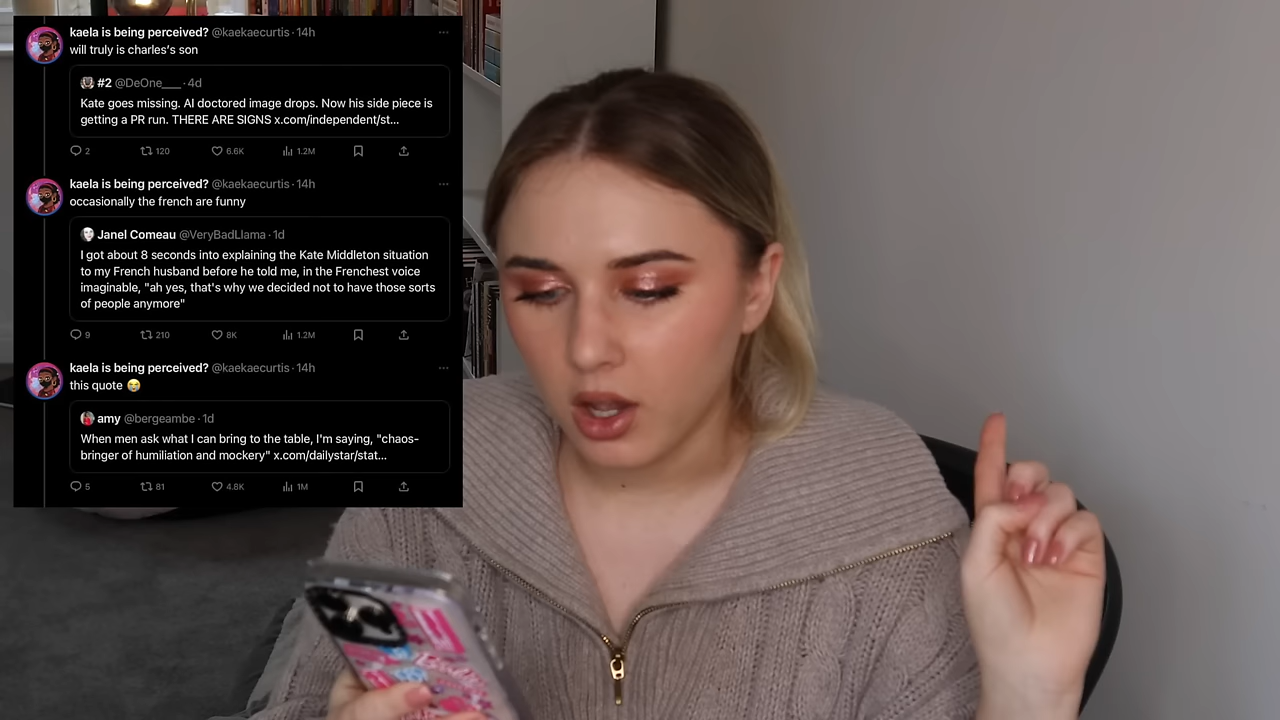 kaela is being perceived? @kaekaecurtis · 14h
will truly is charles's son
#2 @DeOne___ · 4d
Kate goes missing. AI doctored image drops. Now his side piece is
getting a PR run. THERE ARE SIGNS x.com/independent/st...
2 120 6.6K 1.2M
kaela is being perceived? @kaekaecurtis · 14h
occasionally the french are funny
Janel Comeau @VeryBadLlama · 1d
I got about 8 seconds into explaining the Kate Middleton situation
to my French husband before he told me, in the Frenchest voice
imaginable, "ah yes, that's why we decided not to have those sorts
of people anymore"
9 210 8K 1.2M
kaela is being perceived? @kaekaecurtis · 14h
this quote 😭
amy @bergeambe · 1d
When men ask what I can bring to the table, I'm saying, "chaos-
bringer of humiliation and mockery" x.com/dailystar/stat...
5 81 4.8K 1M